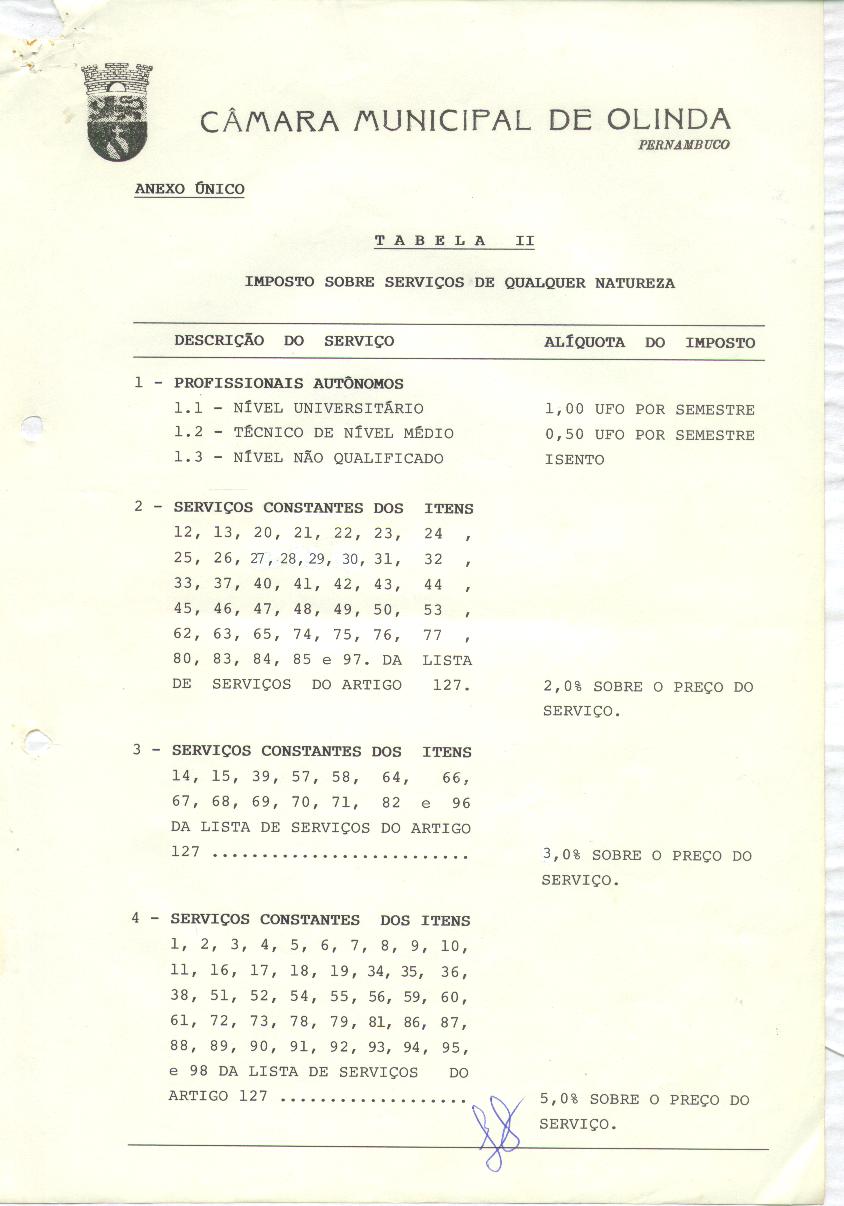 CÂMARA MUNICIPAL DE OLINDA
PERNAMBUCO
ANEXO ÚNICO
T A B E L A II
IMPOSTO SOBRE SERVIÇOS DE QUALQUER NATUREZA
DESCRIÇÃO DO SERVIÇO ALÍQUOTA DO IMPOSTO
1 - PROFISSIONAIS AUTÔNOMOS
1.1 - NÍVEL UNIVERSITÁRIO 1,00 UFO POR SEMESTRE
1.2 - TÉCNICO DE NÍVEL MÉDIO 0,50 UFO POR SEMESTRE
1.3 - NÍVEL NÃO QUALIFICADO ISENTO
2 - SERVIÇOS CONSTANTES DOS ITENS
12, 13, 20, 21, 22, 23, 24 ,
25, 26, 27, 28, 29, 30, 31, 32 ,
33, 37, 40, 41, 42, 43, 44 ,
45, 46, 47, 48, 49, 50, 53 ,
62, 63, 65, 74, 75, 76, 77 ,
80, 83, 84, 85 e 97. DA LISTA
DE SERVIÇOS DO ARTIGO 127. 2,0% SOBRE O PREÇO DO
SERVIÇO.
3 - SERVIÇOS CONSTANTES DOS ITENS
14, 15, 39, 57, 58, 64, 66,
67, 68, 69, 70, 71, 82 e 96
DA LISTA DE SERVIÇOS DO ARTIGO
127 .......................... 3,0% SOBRE O PREÇO DO
SERVIÇO.
4 - SERVIÇOS CONSTANTES DOS ITENS
1, 2, 3, 4, 5, 6, 7, 8, 9, 10,
11, 16, 17, 18, 19, 34, 35, 36,
38, 51, 52, 54, 55, 56, 59, 60,
61, 72, 73, 78, 79, 81, 86, 87,
88, 89, 90, 91, 92, 93, 94, 95,
e 98 DA LISTA DE SERVIÇOS DO
ARTIGO 127 ................... 5,0% SOBRE O PREÇO DO
SERVIÇO.